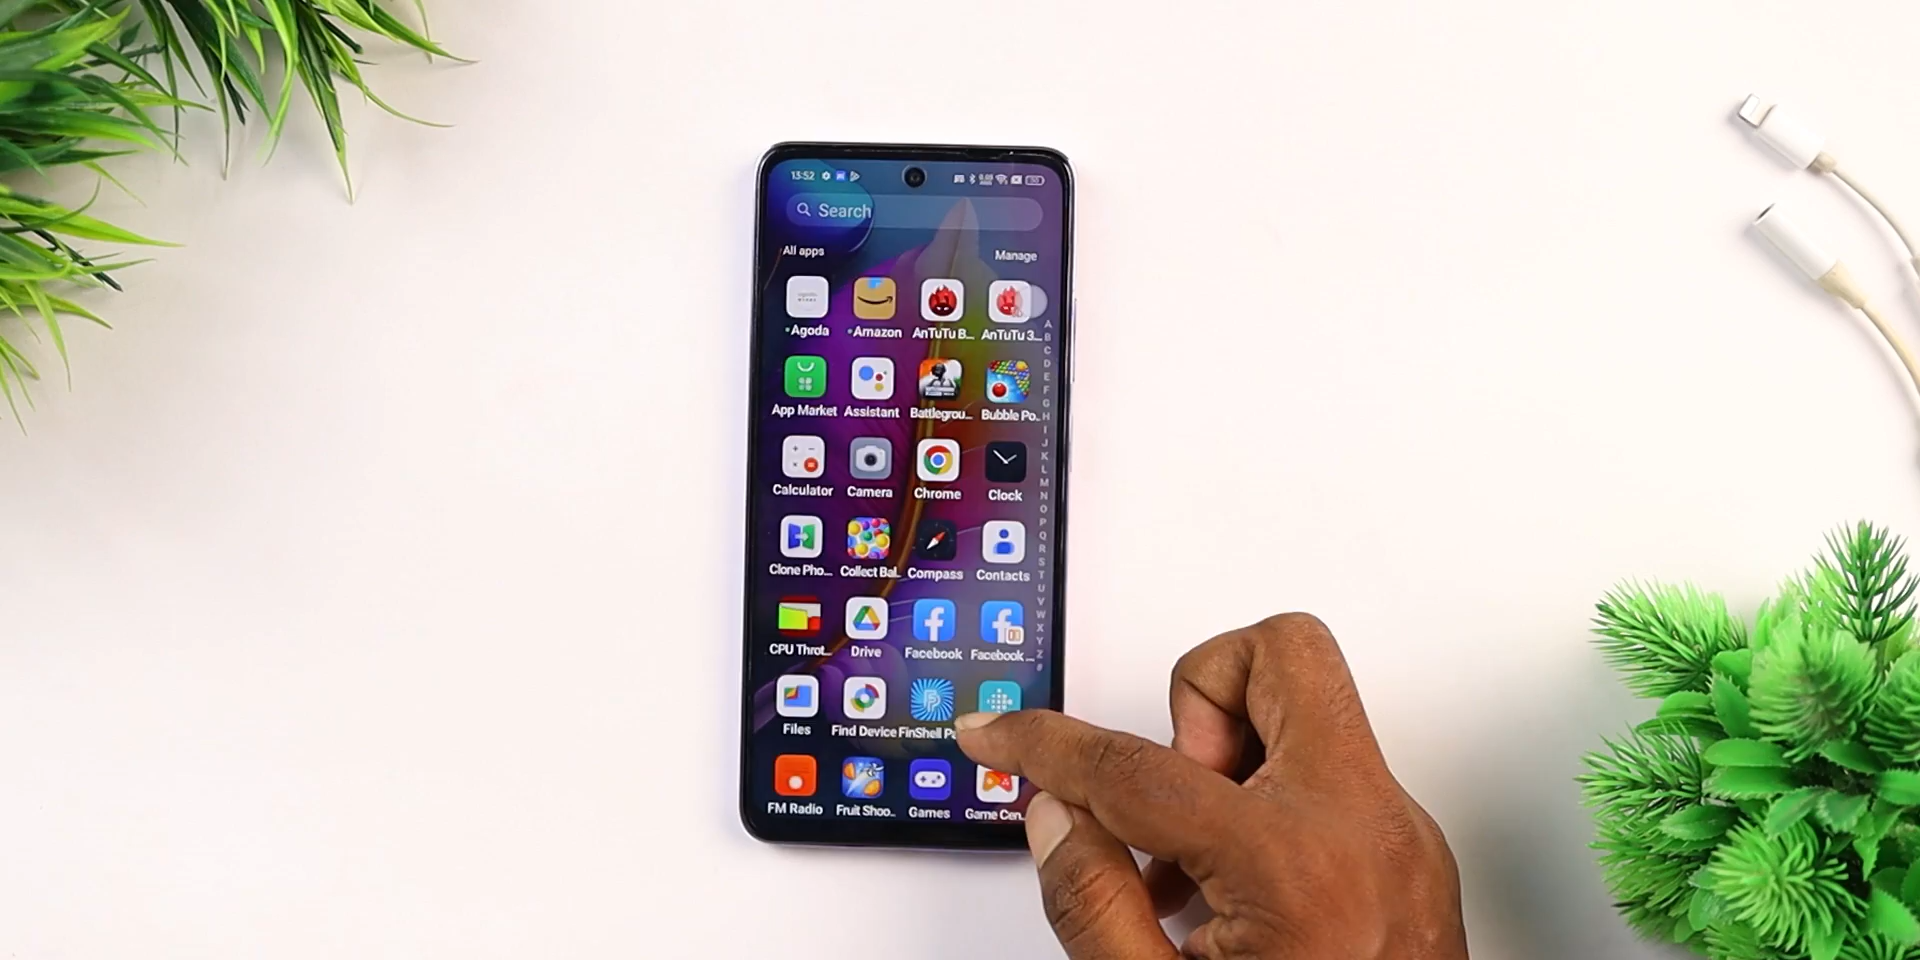 13:52
Search
All apps
Manage
Agoda
Amazon
AnTuTu B...
AnTuTu 3...
App Market
Assistant
Battlegrou...
Bubble Po..
Calculator
Camera
Chrome
Clock
Clone Pho...
Collect Bal..
Compass
Contacts
CPU Throt...
Drive
Facebook
Facebook ...
Files
Find Device
FinShell Pa
FM Radio
Fruit Shoo..
Games
Game Cen..
A
B
C
D
E
F
G
H
I
J
K
L
M
N
O
P
Q
R
S
T
U
V
W
X
Y
Z
#